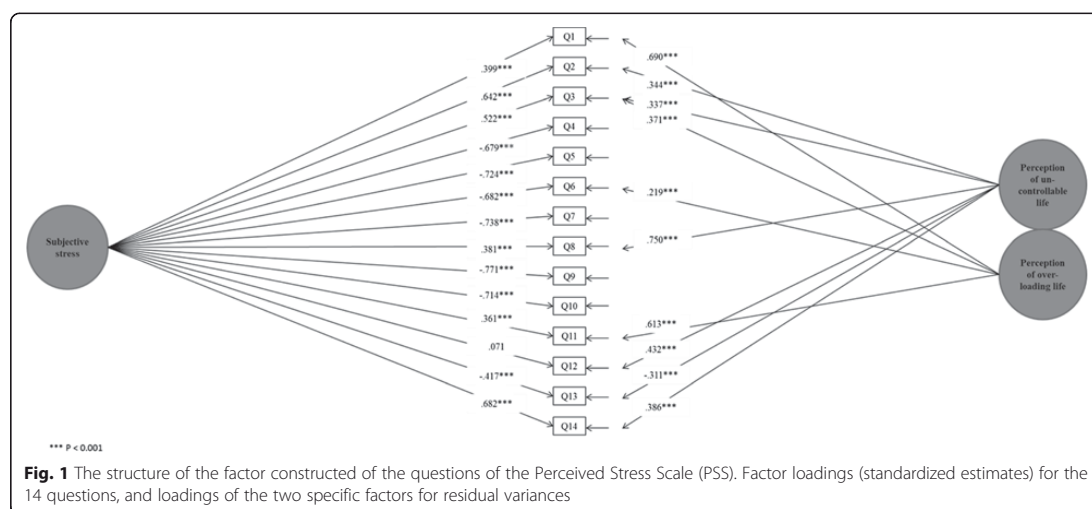 Q1
Q2
Q3
Q4
Q5
Q6
Q7
Q8
Q9
Q10
Q11
Q12
Q13
Q14
.399***
.642***
.522***
-.679***
-.724***
-.682***
-.738***
.381***
-.771***
-.714***
.361***
.071
-.417***
.682***
.690***
.344***
.337***
.371***
.219***
.750***
.613***
.432***
-.311***
.386***
Subjective
stress
Perception
of un-
controllable
life
Perception
of over-
loading life
*** P < 0.001
Fig. 1 The structure of the factor constructed of the questions of the Perceived Stress Scale (PSS). Factor loadings (standardized estimates) for the
14 questions, and loadings of the two specific factors for residual variances